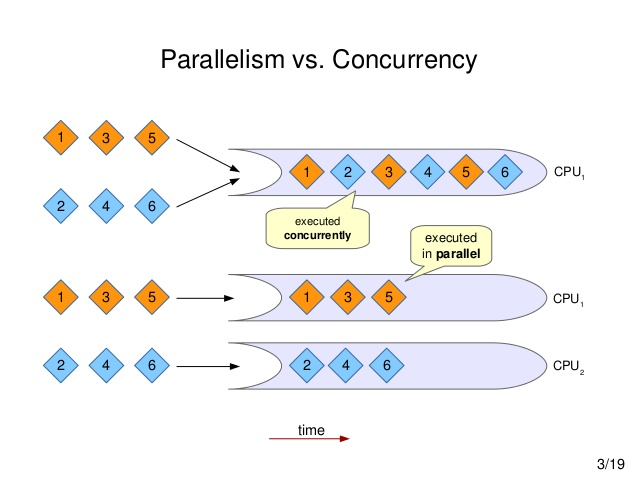 Parallelism vs. Concurrency
1 3 5
2 4 6
1 2 3 4 5 6
CPU₁
executed
concurrently
executed
in parallel
1 3 5
1 3 5
CPU₁
2 4 6
2 4 6
CPU₂
time
3/19